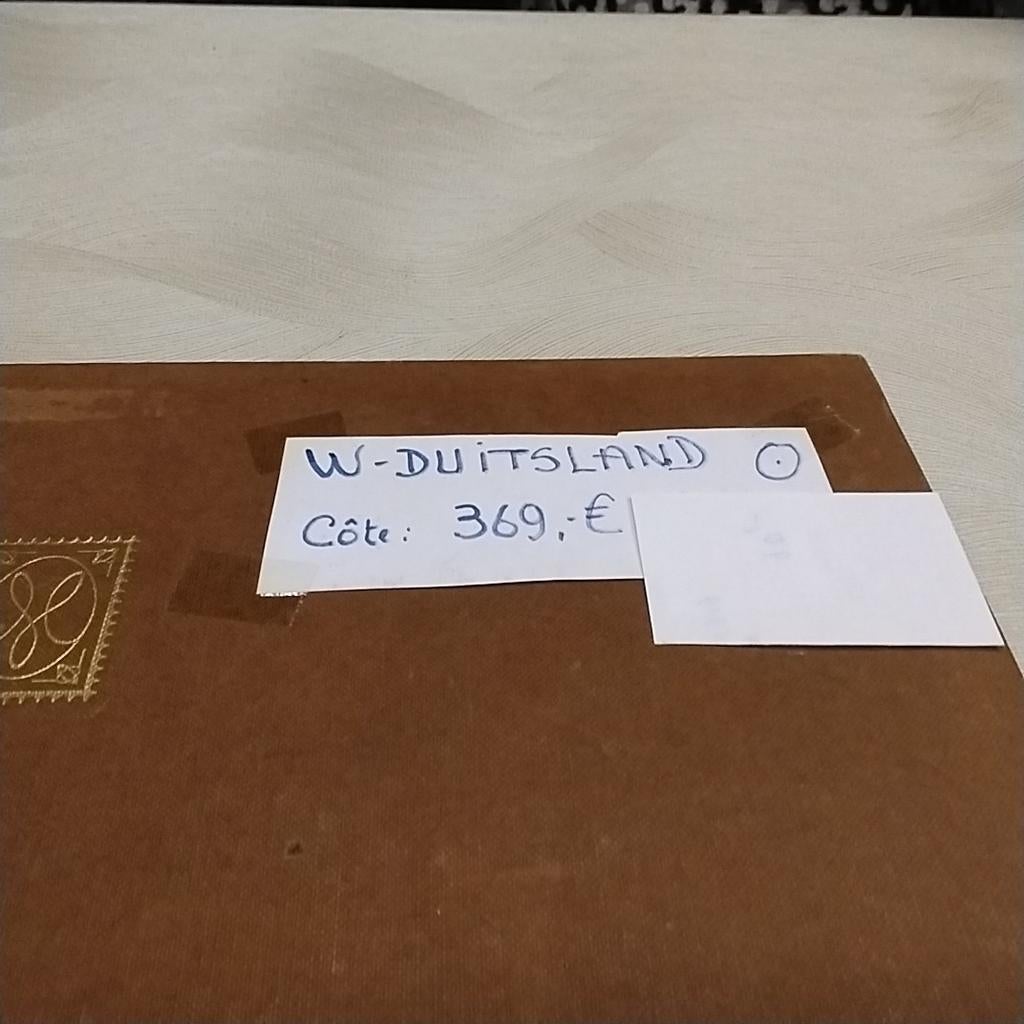 W-DUiTSLAND ⊙
Côte: 369,-€